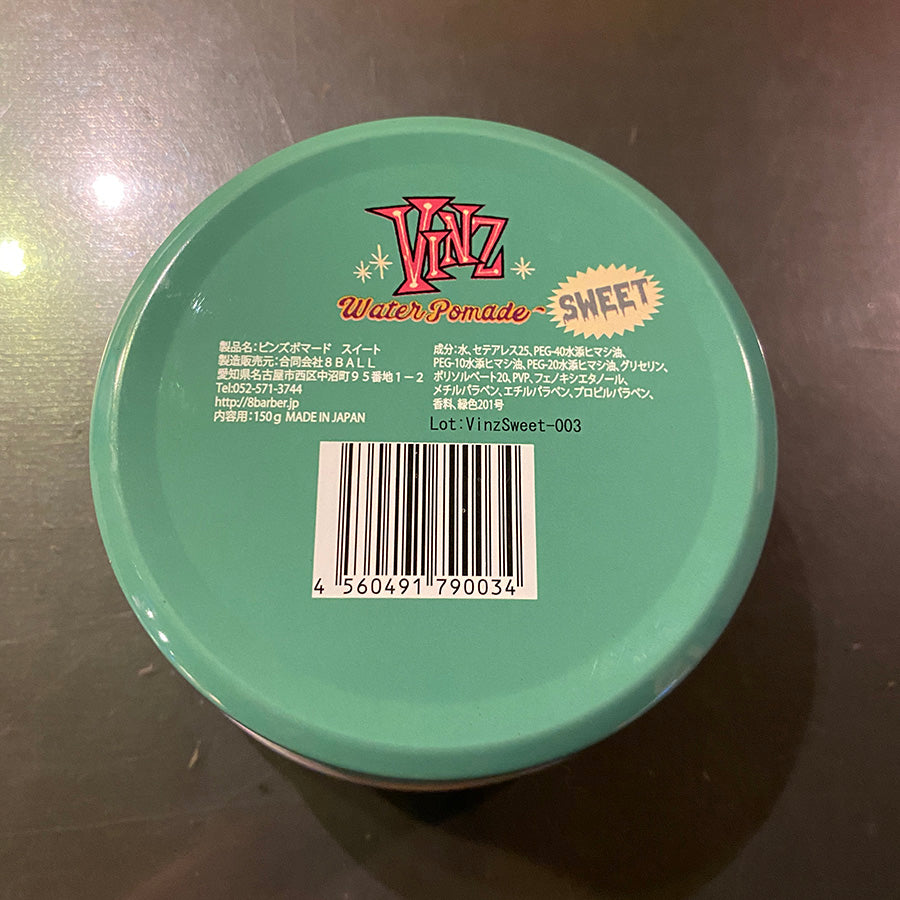 VINZ
Water Pomade
SWEET
製品名:ビンズポマード スイート
製造販売元:合同会社8BALL
愛知県名古屋市西区中沼町95番地1-2
Tel:052-571-3744
http://8barber.jp
内容用:150g MADE IN JAPAN
成分:水、セテアレス25、PEG-40水添ヒマシ油、
PEG-10水添ヒマシ油、PEG-20水添ヒマシ油、グリセリン、
ポリソルベート20、PVP、フェノキシエタノール、
メチルパラベン、エチルパラベン、プロピルパラベン、
香料、緑色201号
Lot:VinzSweet-003
4 560491 790034